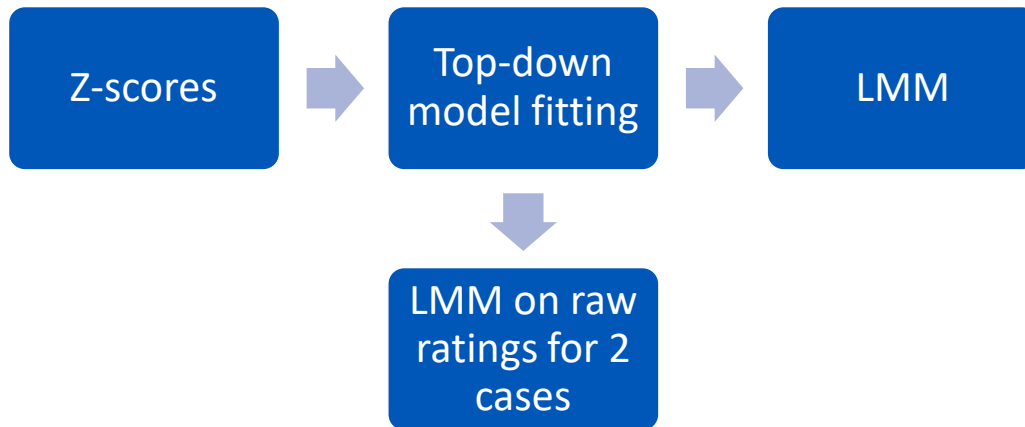 Z-scores
Top-down
model fitting
LMM
LMM on raw
ratings for 2
cases